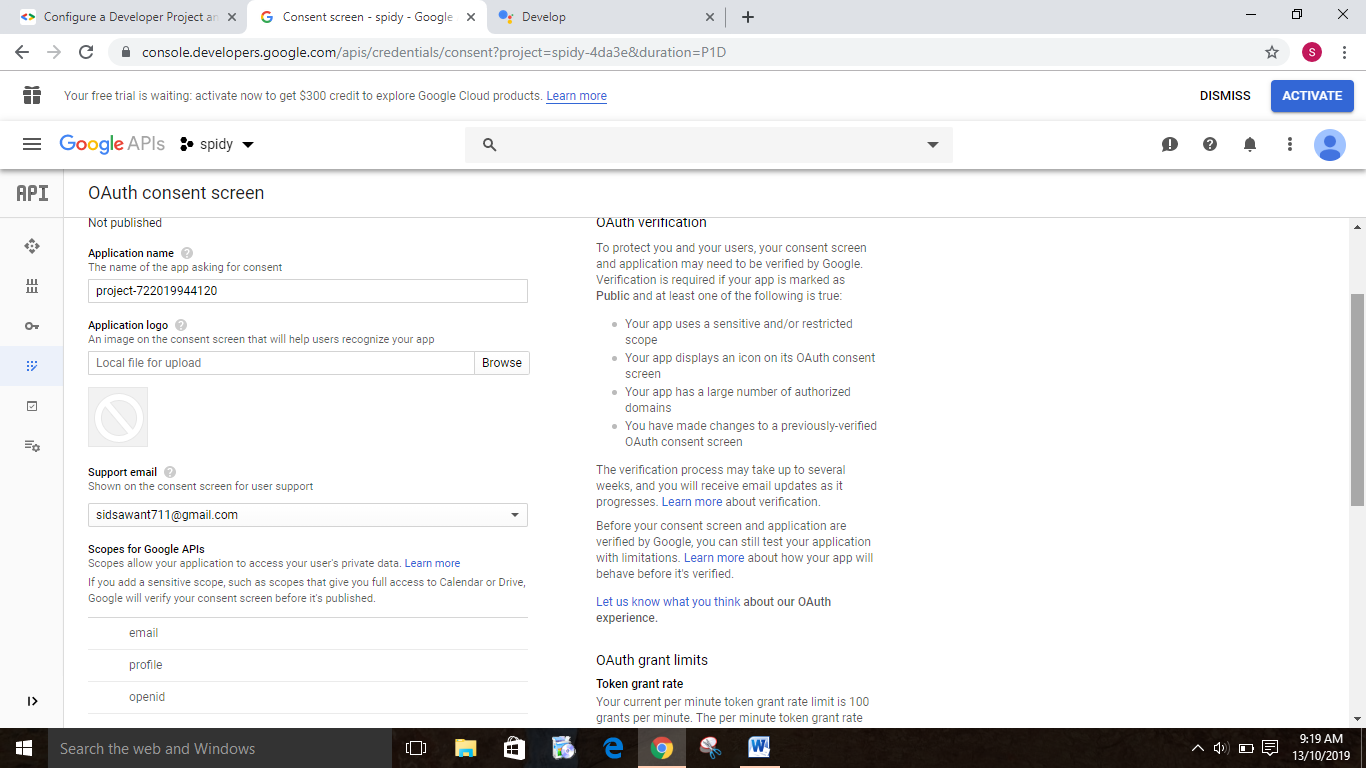 Configure a Developer Project an
Consent screen - spidy - Google
Develop
console.developers.google.com/apis/credentials/consent?project=spidy-4da3e&duration=P1D
S
Your free trial is waiting: activate now to get $300 credit to explore Google Cloud products. Learn more
DISMISS
ACTIVATE
Google APIs
spidy
API
OAuth consent screen
Not published
Application name
The name of the app asking for consent
project-722019944120
Application logo
An image on the consent screen that will help users recognize your app
Local file for upload
Browse
Support email
Shown on the consent screen for user support
sidsawant711@gmail.com
Scopes for Google APIs
Scopes allow your application to access your user's private data. Learn more
If you add a sensitive scope, such as scopes that give you full access to Calendar or Drive,
Google will verify your consent screen before it's published.
email
profile
openid
OAuth verification
To protect you and your users, your consent screen
and application may need to be verified by Google.
Verification is required if your app is marked as
Public and at least one of the following is true:
Your app uses a sensitive and/or restricted
scope
Your app displays an icon on its OAuth consent
screen
Your app has a large number of authorized
domains
You have made changes to a previously-verified
OAuth consent screen
The verification process may take up to several
weeks, and you will receive email updates as it
progresses. Learn more about verification.
Before your consent screen and application are
verified by Google, you can still test your application
with limitations. Learn more about how your app will
behave before it's verified.
Let us know what you think about our OAuth
experience.
OAuth grant limits
Token grant rate
Your current per minute token grant rate limit is 100
grants per minute. The per minute token grant rate
Search the web and Windows
9:19 AM
13/10/2019